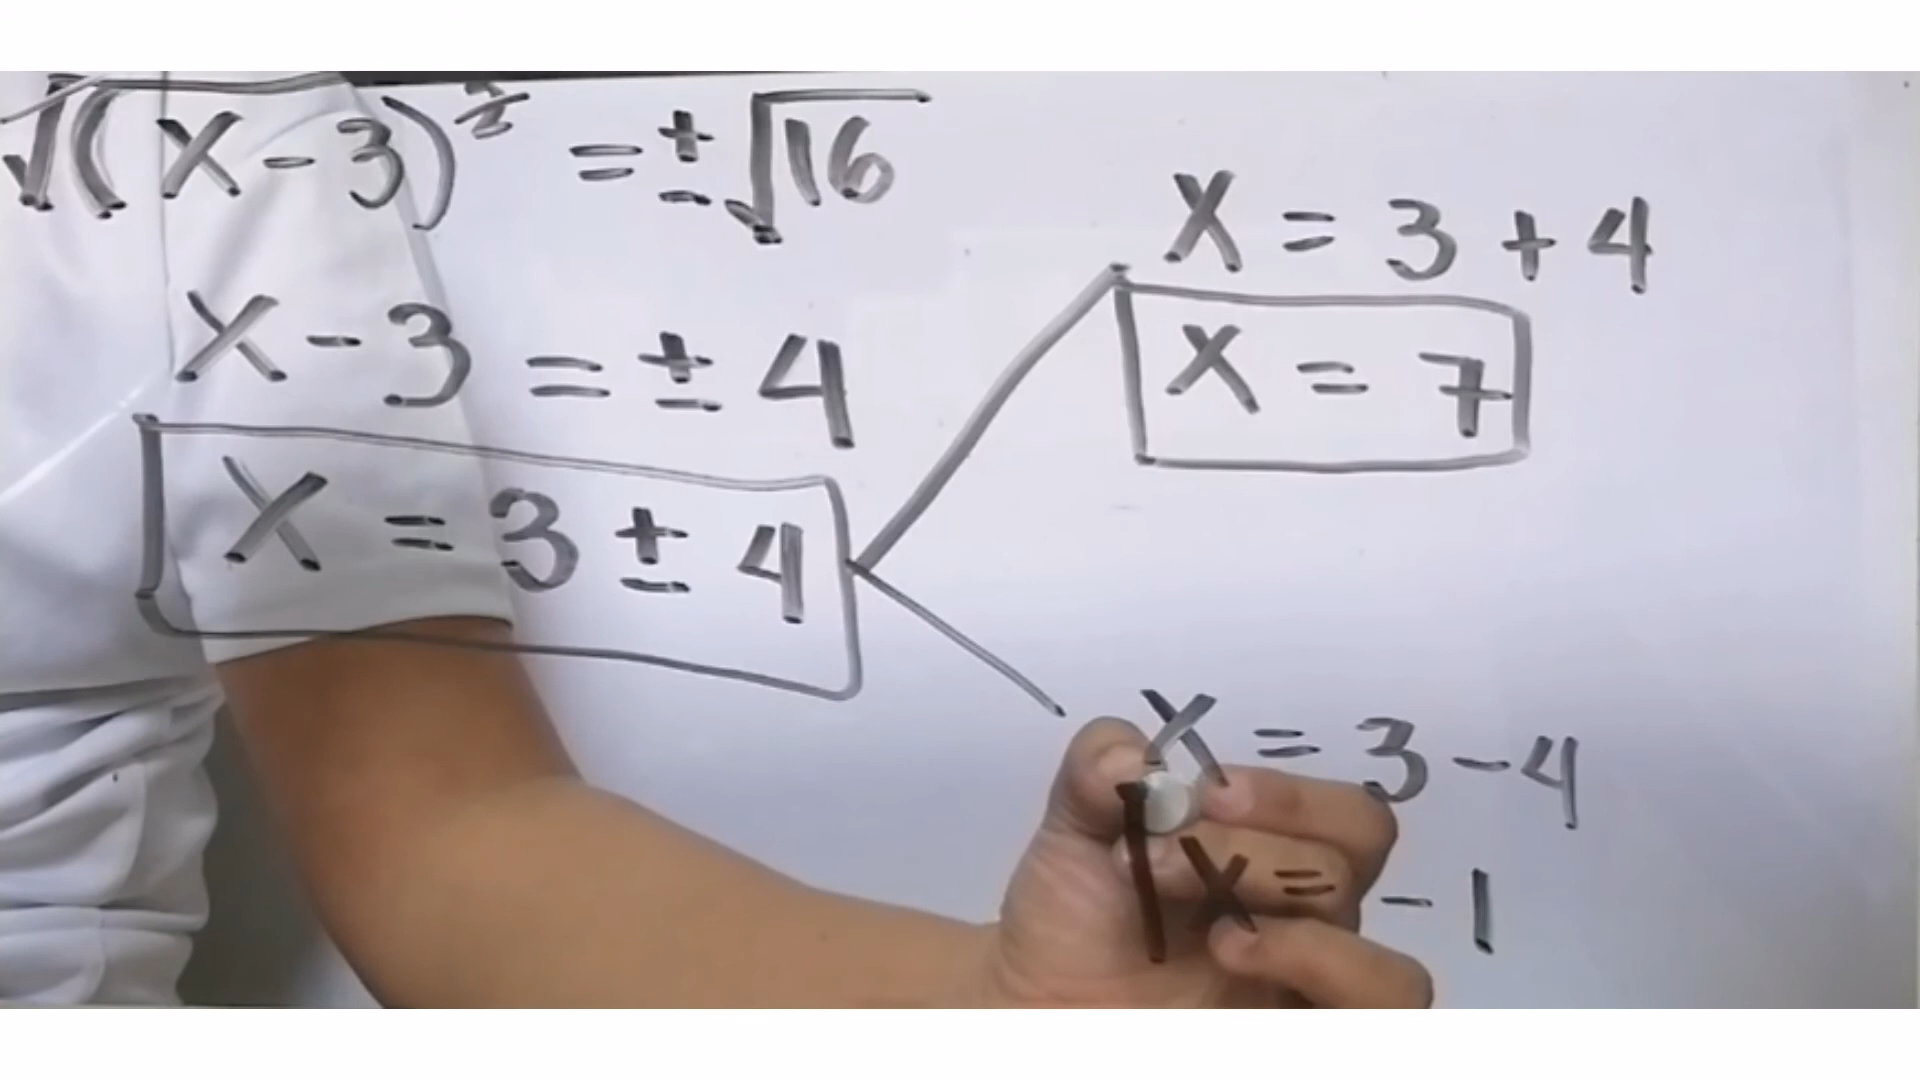 √(x-3)² = ±√16
x-3 = ±4
x = 3 ± 4
x = 3 + 4
x = 7
x = 3 - 4
x = -1